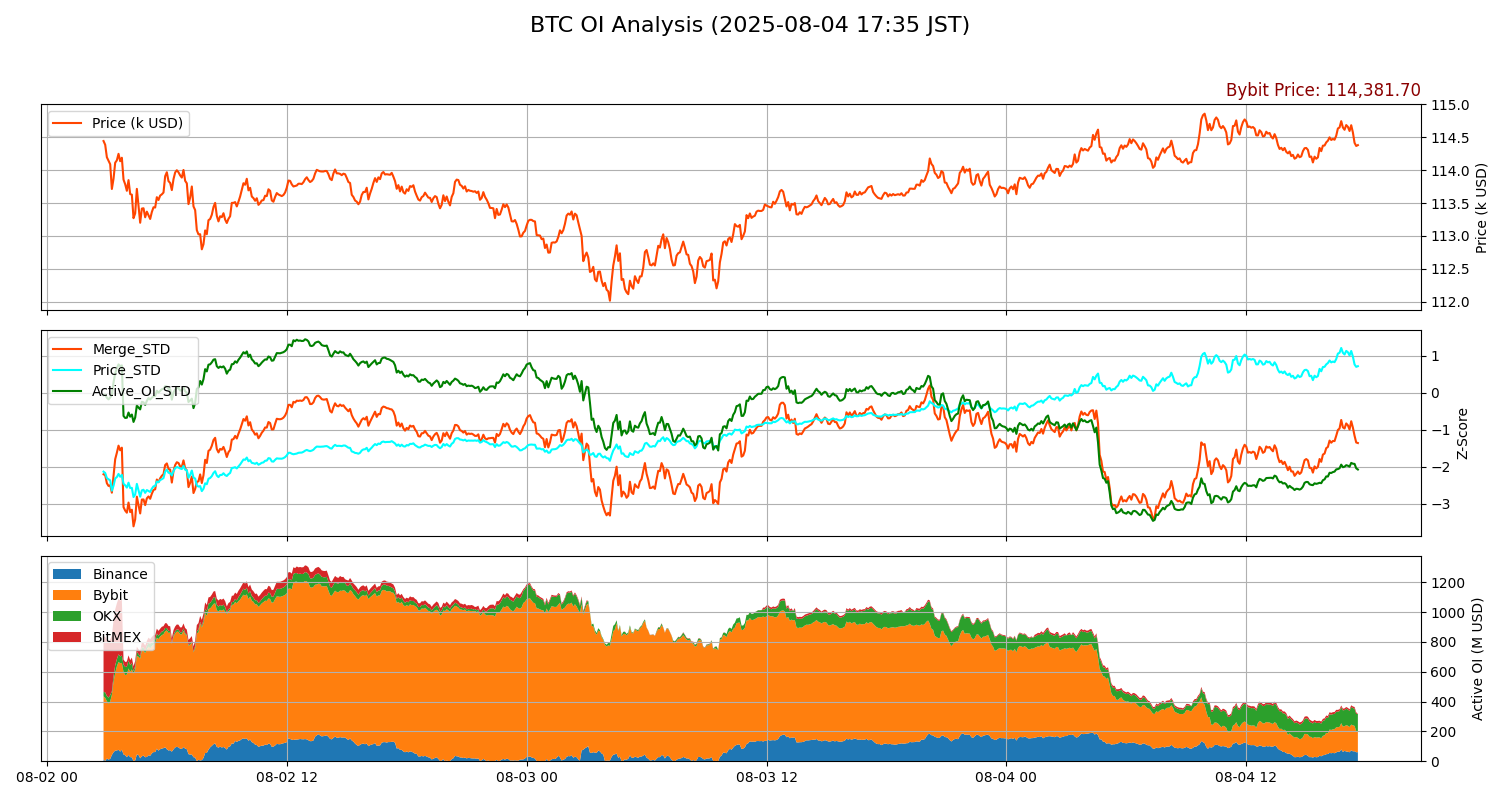 BTC OI Analysis (2025-08-04 17:35 JST)
Bybit Price: 114,381.70
Price (k USD)
115.0
114.5
114.0
113.5
113.0
112.5
112.0
Price (k USD)
Merge_STD
Price_STD
Active_OI_STD
1
0
−1
−2
−3
Z-Score
Binance
Bybit
OKX
BitMEX
1200
1000
800
600
400
200
0
Active OI (M USD)
08-02 00
08-02 12
08-03 00
08-03 12
08-04 00
08-04 12